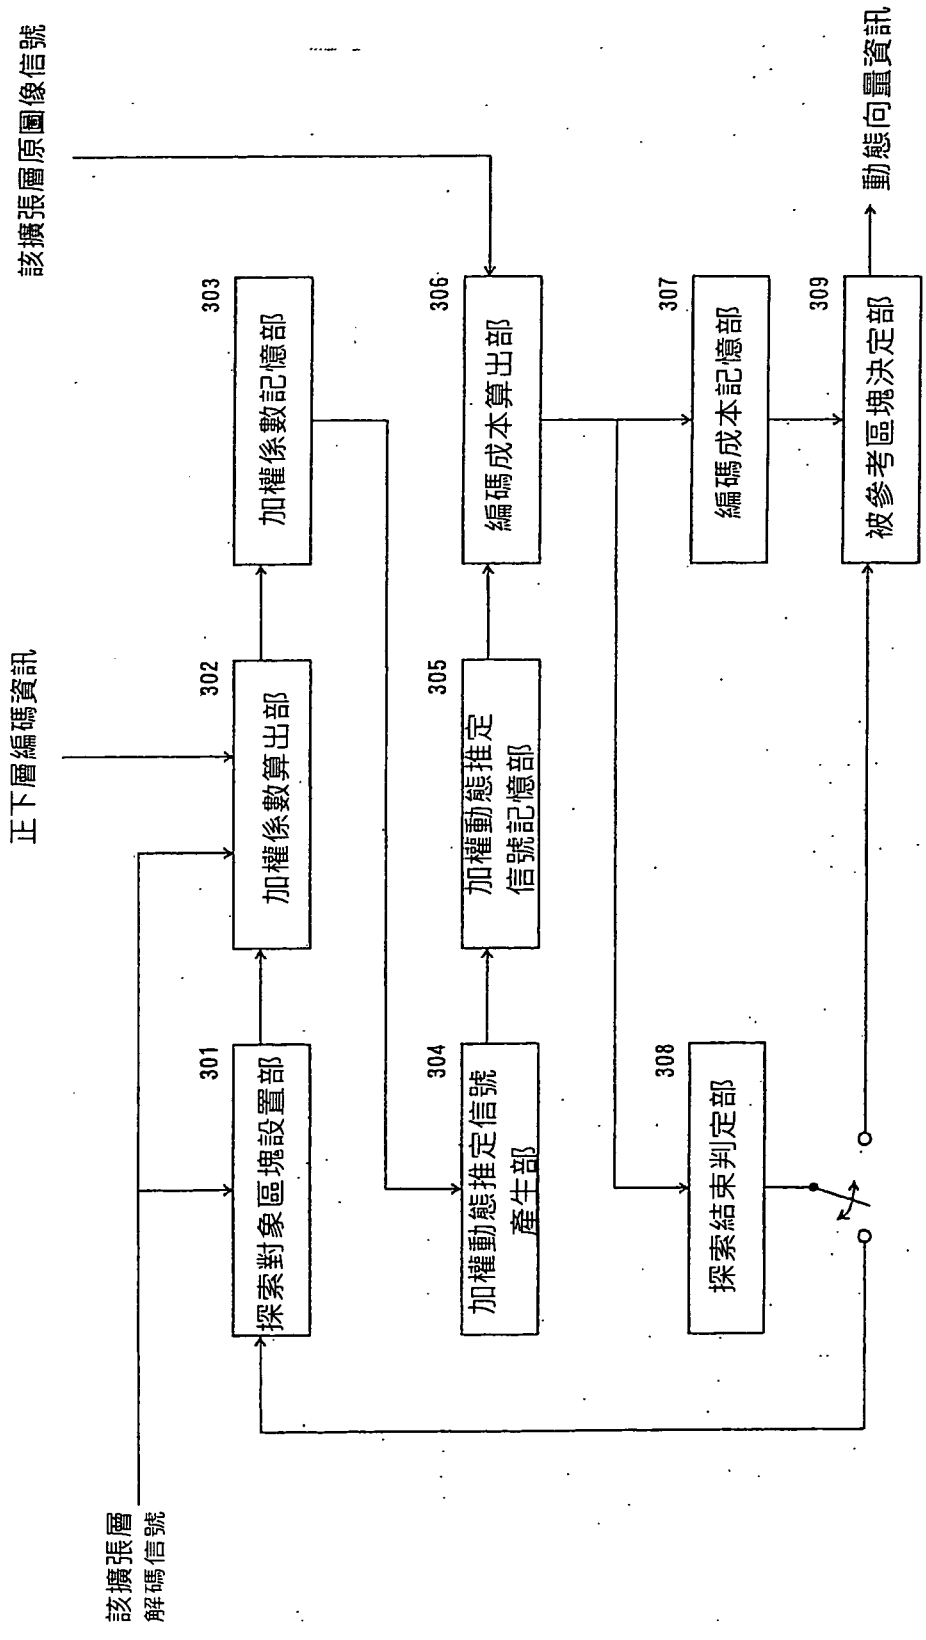 該擴張層
解碼信號
正下層編碼資訊
該擴張層原圖像信號
301
探索對象區塊設置部
302
加權係數算出部
303
加權係數記憶部
304
加權動態推定信號
產生部
305
加權動態推定
信號記憶部
306
編碼成本算出部
308
探索結束判定部
307
編碼成本記憶部
309
被參考區塊決定部
動態向量資訊